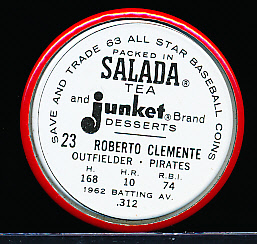 SAVE AND TRADE 63 ALL STAR BASEBALL COINS
PACKED IN
SALADA®
TEA
and junket® Brand
DESSERTS
23 ROBERTO CLEMENTE
OUTFIELDER - PIRATES
H. H.R. R.B.I.
168 10 74
1962 BATTING AV.
.312